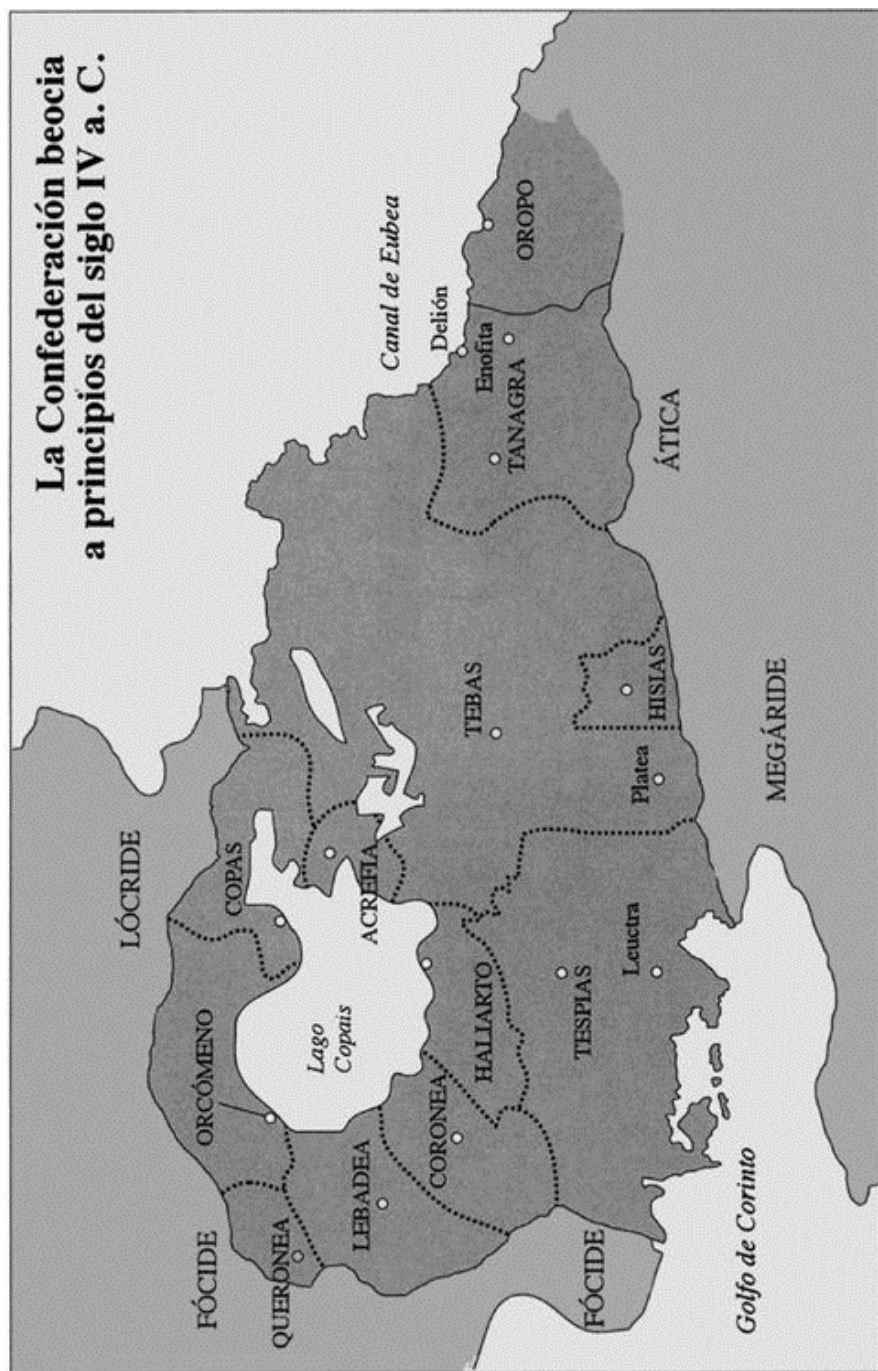 La Confederación beocia
a principios del siglo IV a. C.
LÓCRIDE
FÓCIDE
ORCÓMENO
COPAS
QUERONEA
Lago
Copais
ACREFIA
LEBADEA
CORONEA
HALIARTO
TEBAS
Canal de Eubea
Delión
Enofita
TANAGRA
OROPO
TESPIAS
Leuctra
Platea
HISIAS
ÁTICA
FÓCIDE
MEGÁRIDE
Golfo de Corinto